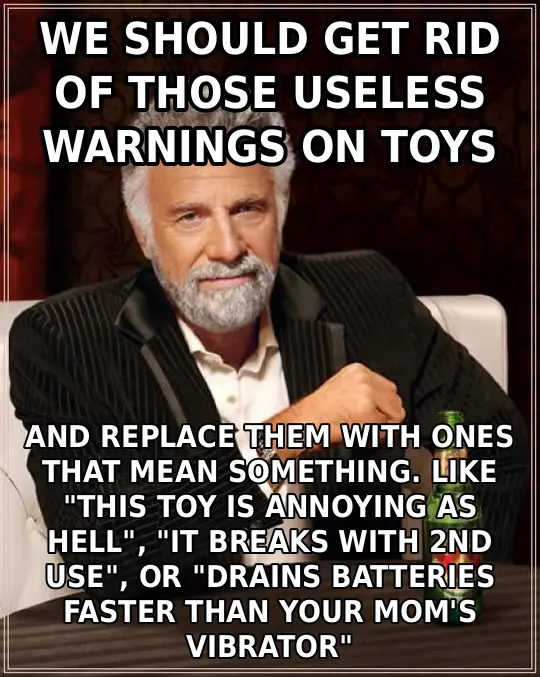 WE SHOULD GET RID
OF THOSE USELESS
WARNINGS ON TOYS
AND REPLACE THEM WITH ONES
THAT MEAN SOMETHING. LIKE
"THIS TOY IS ANNOYING AS
HELL", "IT BREAKS WITH 2ND
USE", OR "DRAINS BATTERIES
FASTER THAN YOUR MOM'S
VIBRATOR"